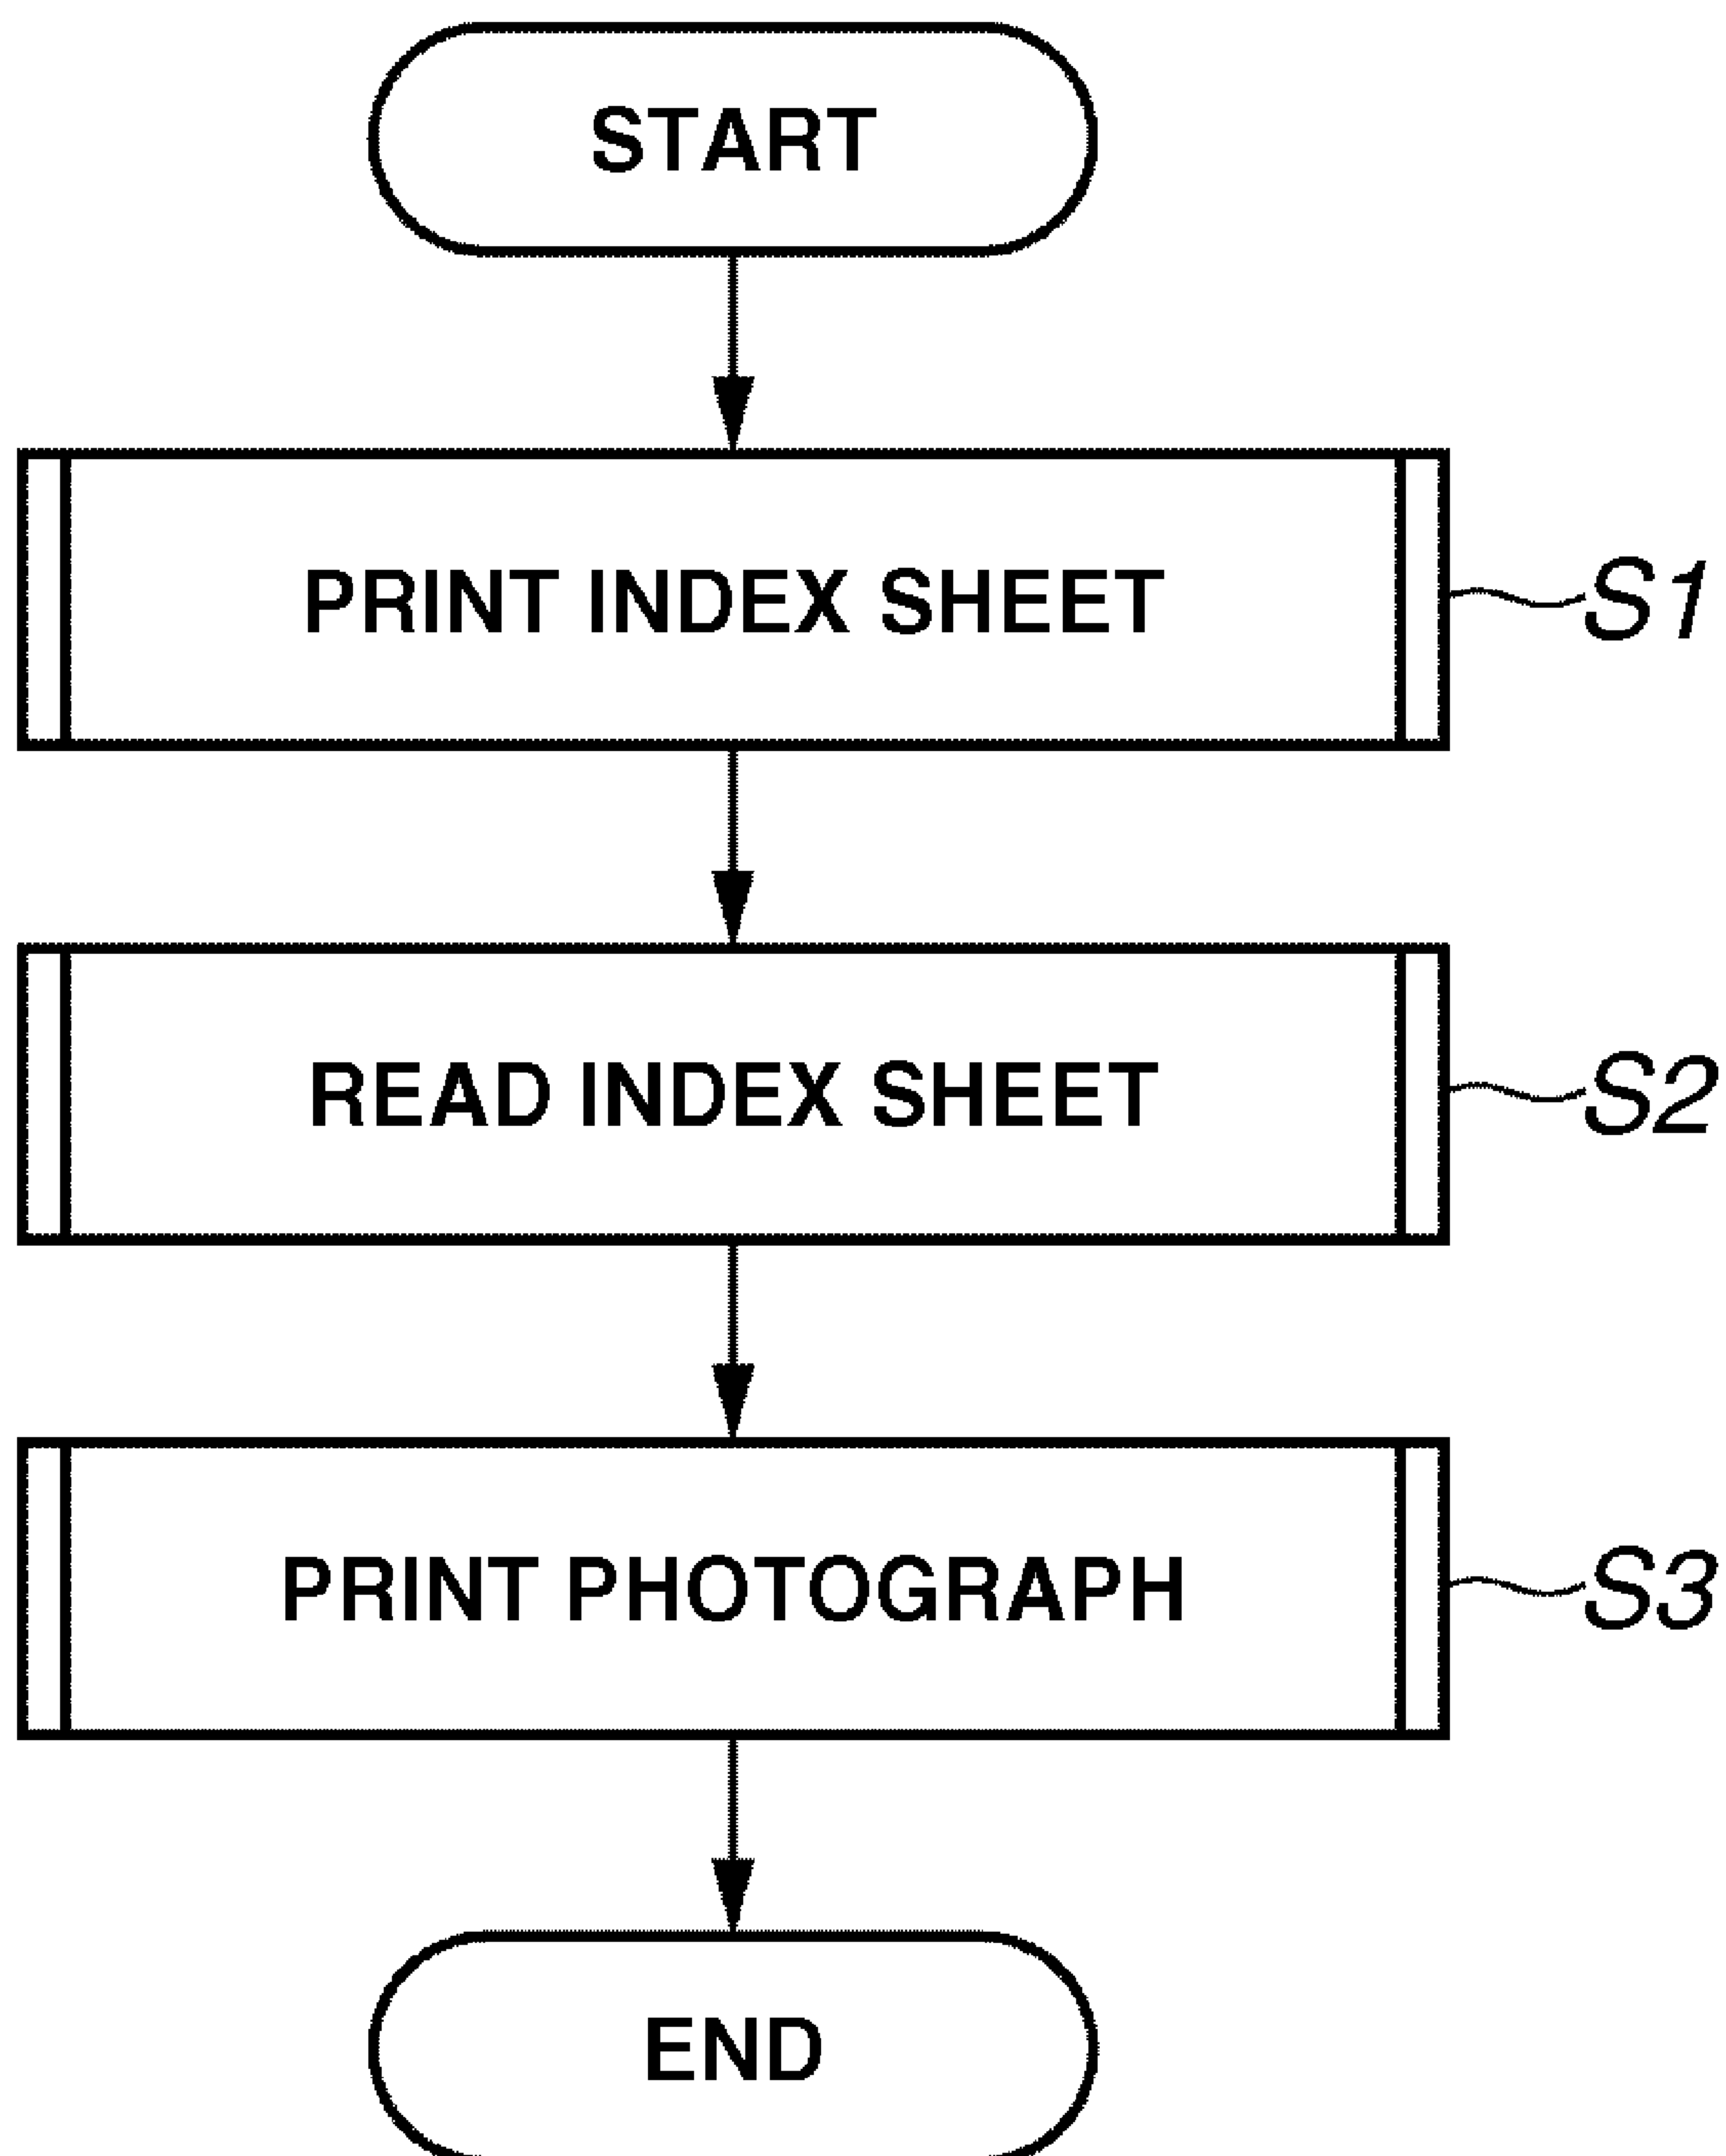 START
PRINT INDEX SHEET
S1
READ INDEX SHEET
S2
PRINT PHOTOGRAPH
S3
END